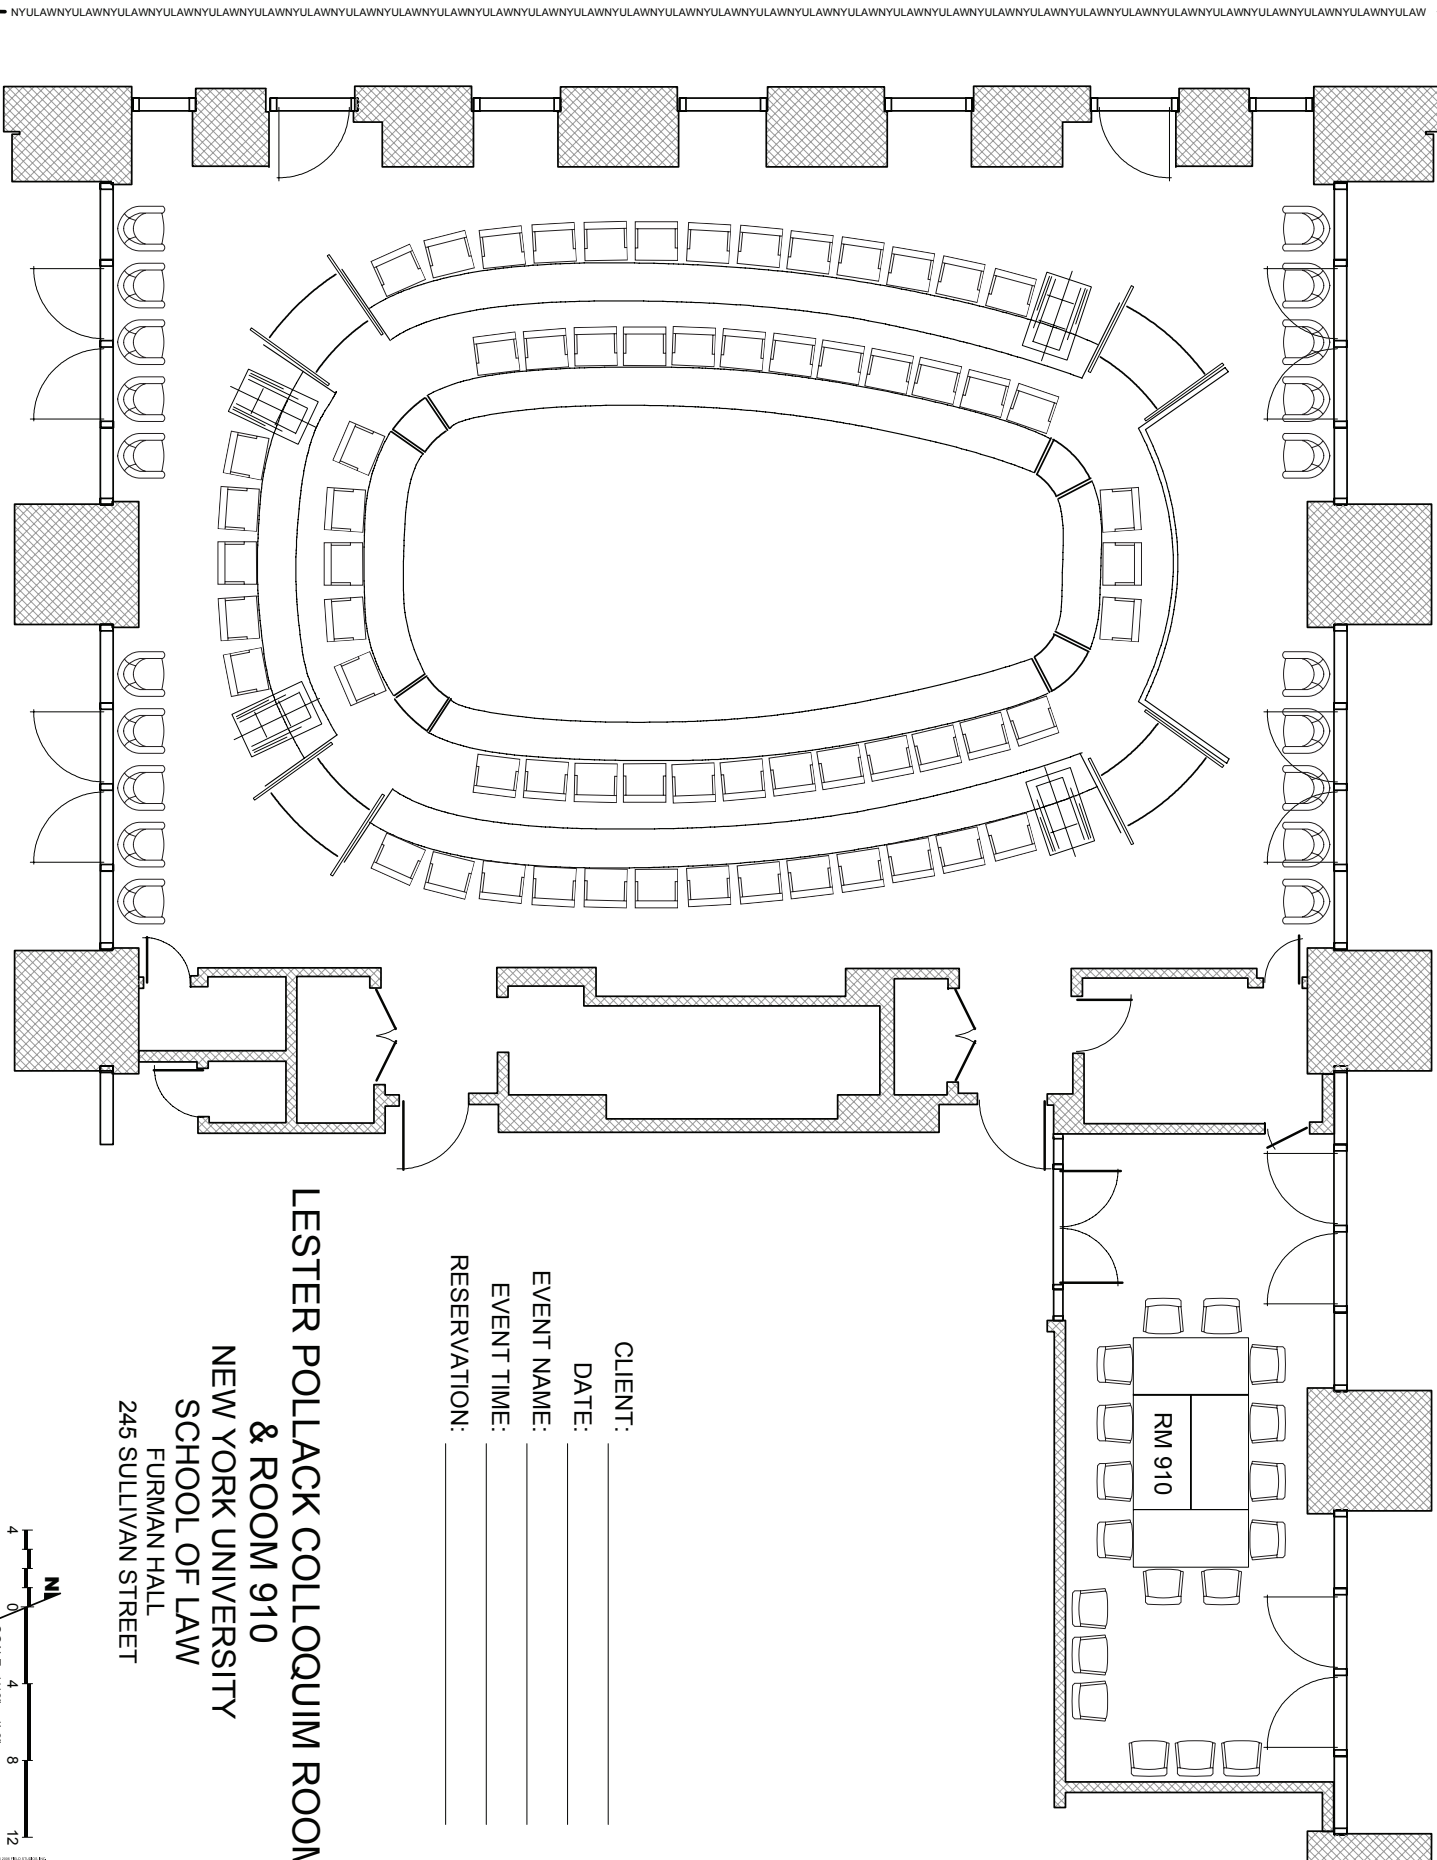 NYULAWNYULAWNYULAWNYULAWNYULAWNYULAWNYULAWNYULAWNYULAWNYULAWNYULAWNYULAWNYULAWNYULAWNYULAWNYULAWNYULAWNYULAWNYULAWNYULAWNYULAWNYULAWNYULAWNYULAWNYULAWNYULAWNYULAWNYULAWNYULAWNYULAWNYULAW
RM 910
CLIENT:
DATE:
EVENT NAME:
EVENT TIME:
RESERVATION:
LESTER POLLACK COLLOQUIM ROOM
& ROOM 910
NEW YORK UNIVERSITY
SCHOOL OF LAW
FURMAN HALL
245 SULLIVAN STREET
N
4 0 4 8 12